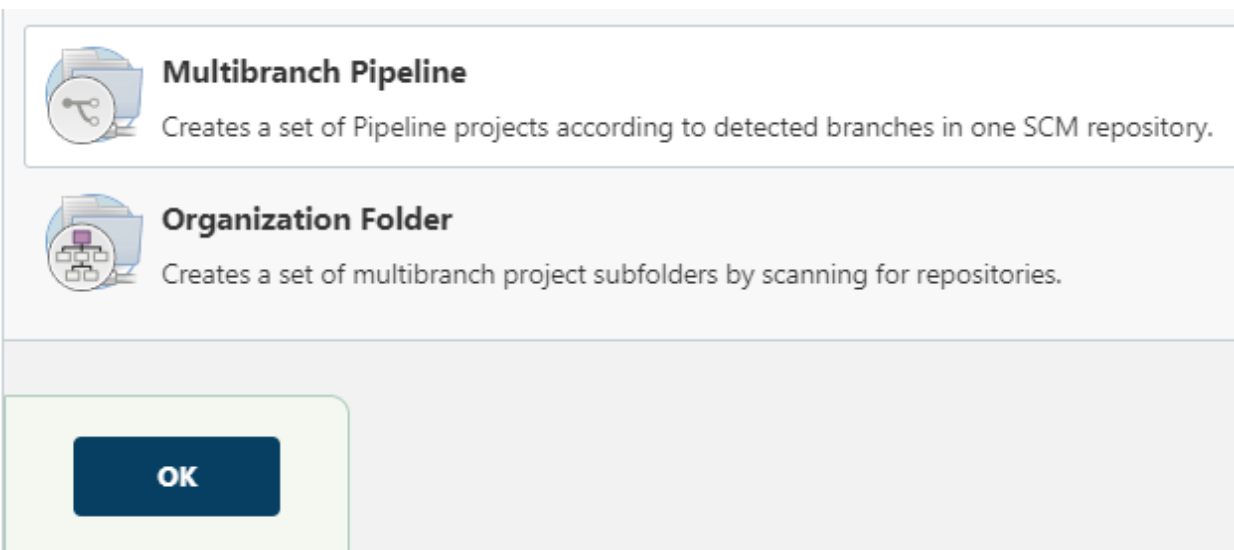 Multibranch Pipeline
Creates a set of Pipeline projects according to detected branches in one SCM repository.
Organization Folder
Creates a set of multibranch project subfolders by scanning for repositories.
OK